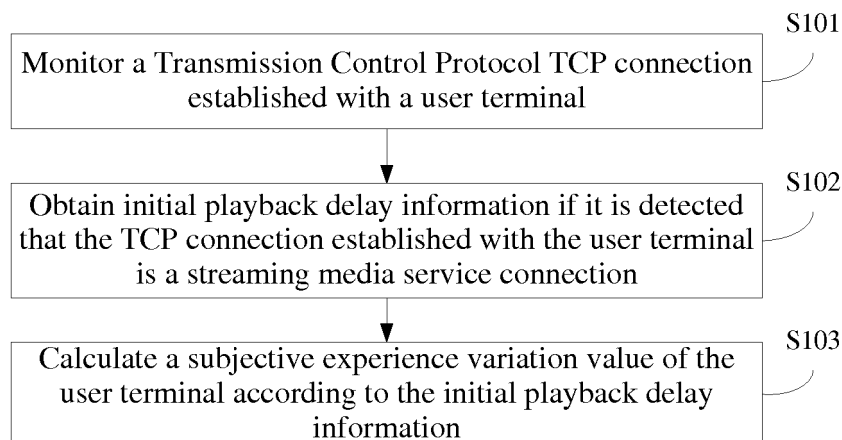 S101
Monitor a Transmission Control Protocol TCP connection
established with a user terminal
S102
Obtain initial playback delay information if it is detected
that the TCP connection established with the user terminal
is a streaming media service connection
S103
Calculate a subjective experience variation value of the
user terminal according to the initial playback delay
information